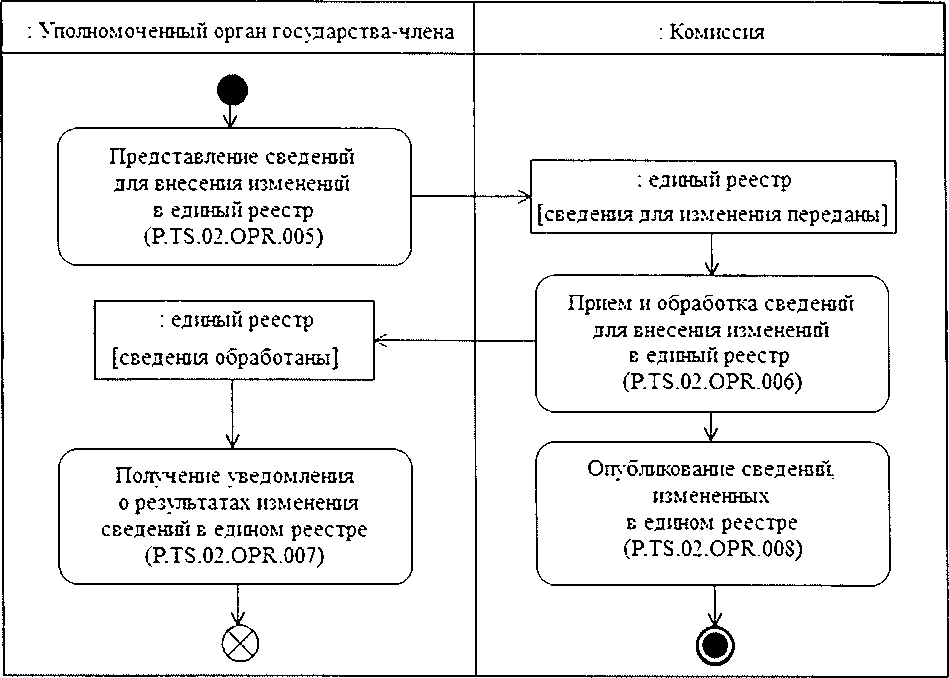 : Уполномоченный орган государства-члена
: Комиссия
Представление сведений
для внесения изменений
в единый реестр
(P.TS.02.OPR.005)
: единый реестр
[сведения для изменения переданы]
Прием и обработка сведений
для внесения изменений
в единый реестр
(P.TS.02.OPR.006)
: единый реестр
[сведения обработаны]
Получение уведомления
о результатах изменения
сведений в едином реестре
(P.TS.02.OPR.007)
Опубликование сведений,
измененных
в едином реестре
(P.TS.02.OPR.008)